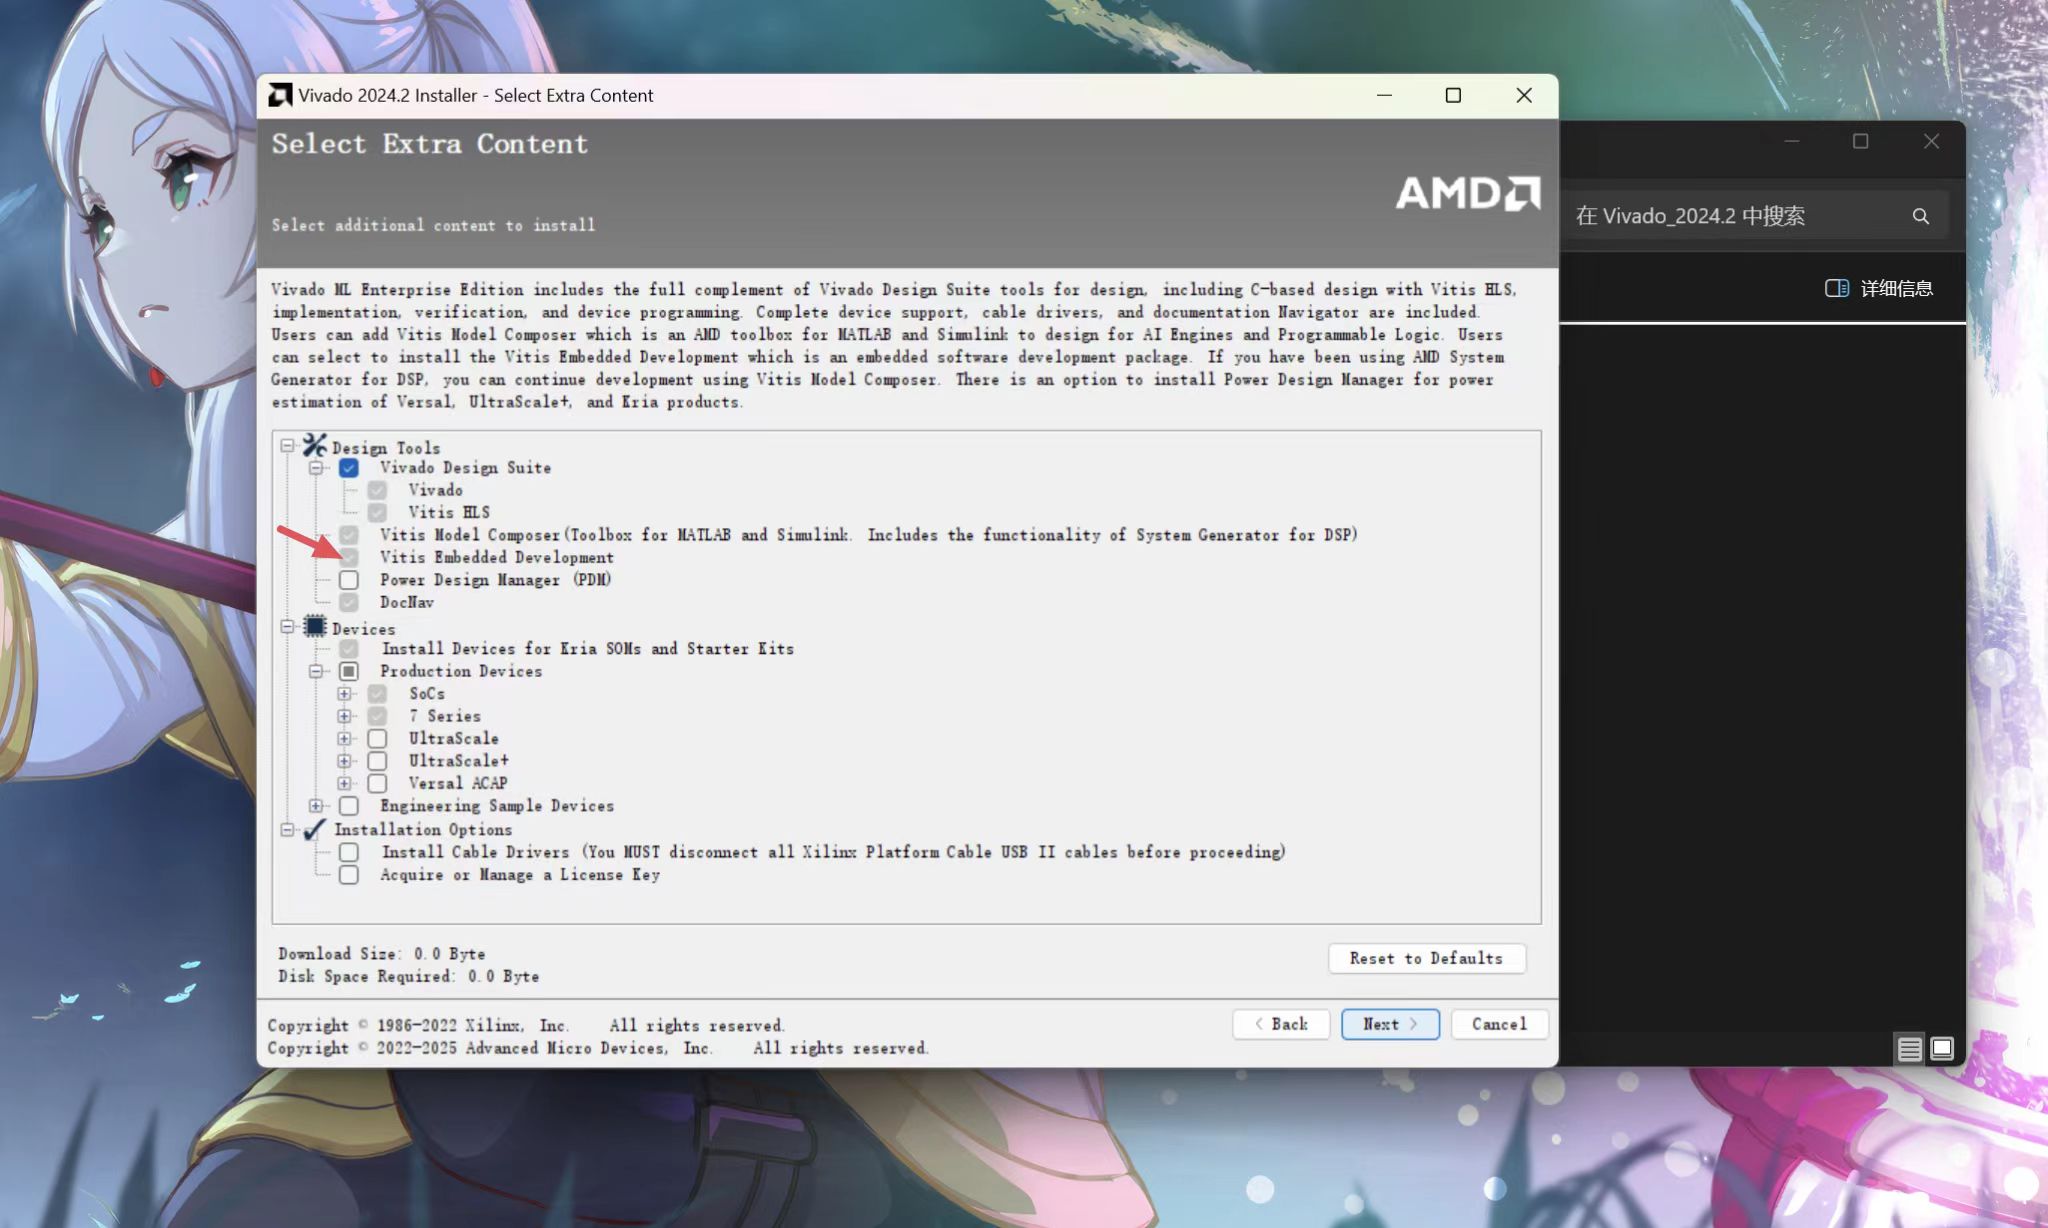 Vivado 2024.2 Installer - Select Extra Content
Select Extra Content
AMD
Select additional content to install
在 Vivado_2024.2 中搜索
详细信息
Vivado ML Enterprise Edition includes the full complement of Vivado Design Suite tools for design, including C-based design with Vitis HLS,
implementation, verification, and device programming. Complete device support, cable drivers, and documentation Navigator are included.
Users can add Vitis Model Composer which is an AMD toolbox for MATLAB and Simulink to design for AI Engines and Programmable Logic. Users
can select to install the Vitis Embedded Development which is an embedded software development package. If you have been using AMD System
Generator for DSP, you can continue development using Vitis Model Composer. There is an option to install Power Design Manager for power
estimation of Versal, UltraScale+, and Kria products.
Design Tools
Vivado Design Suite
Vivado
Vitis HLS
Vitis Model Composer(Toolbox for MATLAB and Simulink. Includes the functionality of System Generator for DSP)
Vitis Embedded Development
Power Design Manager (PDM)
DocNav
Devices
Install Devices for Kria SOMs and Starter Kits
Production Devices
SoCs
7 Series
UltraScale
UltraScale+
Versal ACAP
Engineering Sample Devices
Installation Options
Install Cable Drivers (You MUST disconnect all Xilinx Platform Cable USB II cables before proceeding)
Acquire or Manage a License Key
Download Size: 0.0 Byte
Disk Space Required: 0.0 Byte
Reset to Defaults
Copyright © 1986-2022 Xilinx, Inc. All rights reserved.
Copyright © 2022-2025 Advanced Micro Devices, Inc. All rights reserved.
< Back
Next >
Cancel